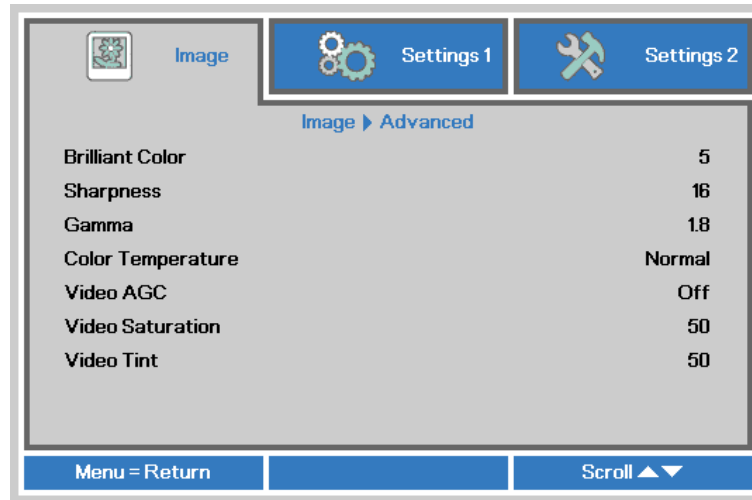 Image Settings 1 Settings 2
Image ▶ Advanced
Brilliant Color 5
Sharpness 16
Gamma 1.8
Color Temperature Normal
Video AGC Off
Video Saturation 50
Video Tint 50
Menu = Return Scroll ▲▼